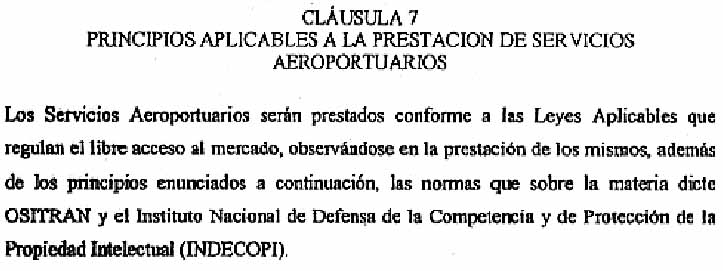 CLÁUSULA 7
PRINCIPIOS APLICABLES A LA PRESTACION DE SERVICIOS
AEROPORTUARIOS
Los Servicios Aeroportuarios serán prestados conforme a las Leyes Aplicables que
regulan el libre acceso al mercado, observándose en la prestación de los mismos, además
de los principios enunciados a continuación, las normas que sobre la materia dicte
OSITRAN y el Instituto Nacional de Defensa de la Competencia y de Protección de la
Propiedad Intelectual (INDECOPI).